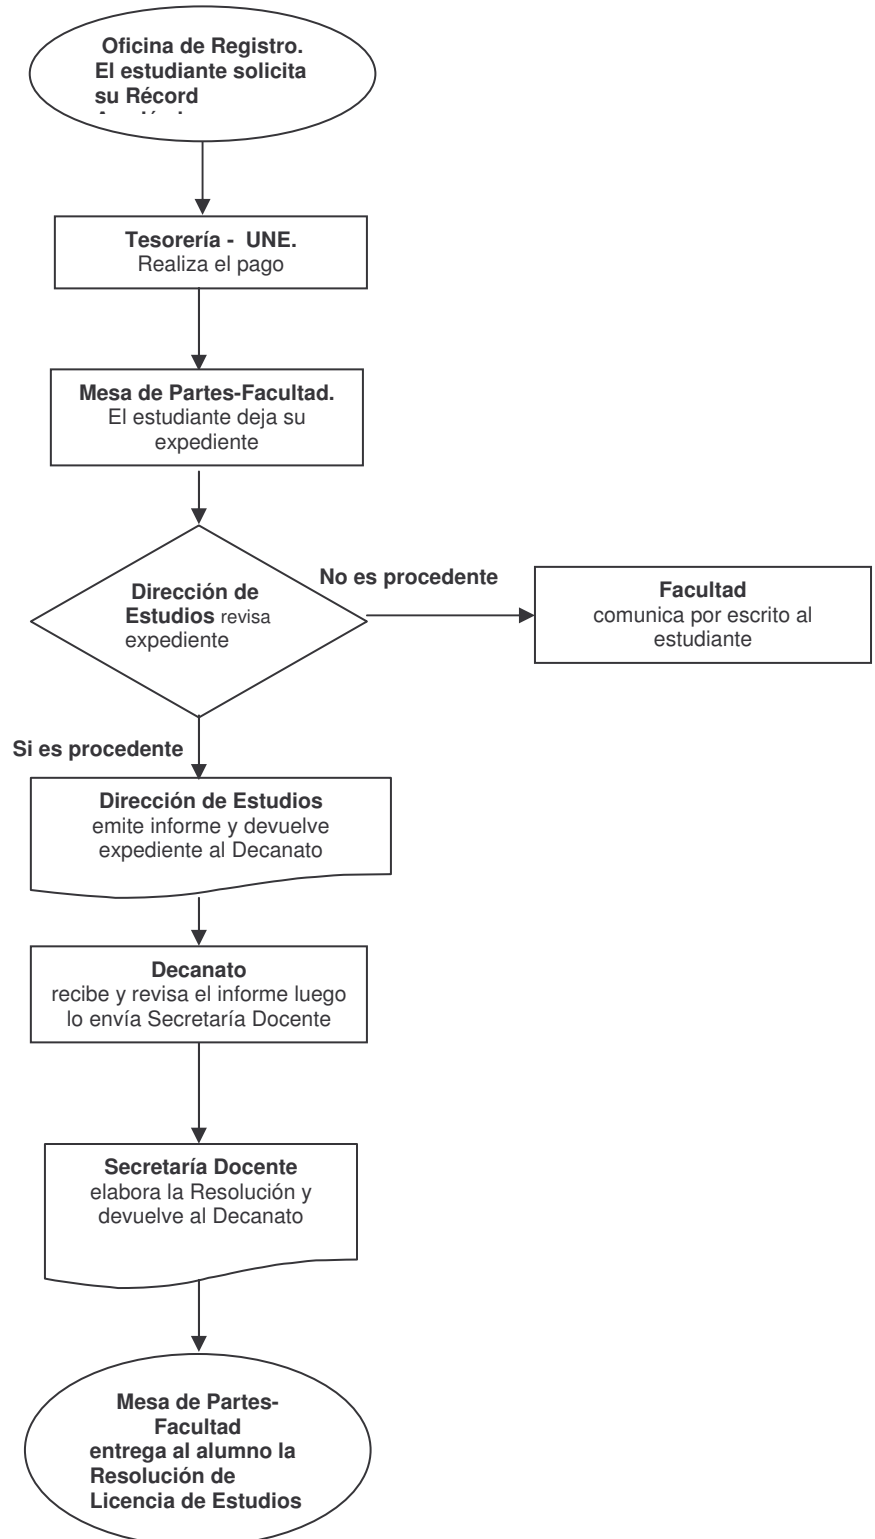 Oficina de Registro.
El estudiante solicita
su Récord
Tesorería - UNE.
Realiza el pago
Mesa de Partes-Facultad.
El estudiante deja su
expediente
Dirección de
Estudios revisa
expediente
No es procedente
Facultad
comunica por escrito al
estudiante
Si es procedente
Dirección de Estudios
emite informe y devuelve
expediente al Decanato
Decanato
recibe y revisa el informe luego
lo envía Secretaría Docente
Secretaría Docente
elabora la Resolución y
devuelve al Decanato
Mesa de Partes-
Facultad
entrega al alumno la
Resolución de
Licencia de Estudios